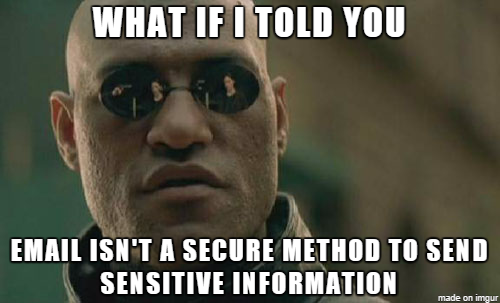 WHAT IF I TOLD YOU
EMAIL ISN'T A SECURE METHOD TO SEND
SENSITIVE INFORMATION
made on imgur